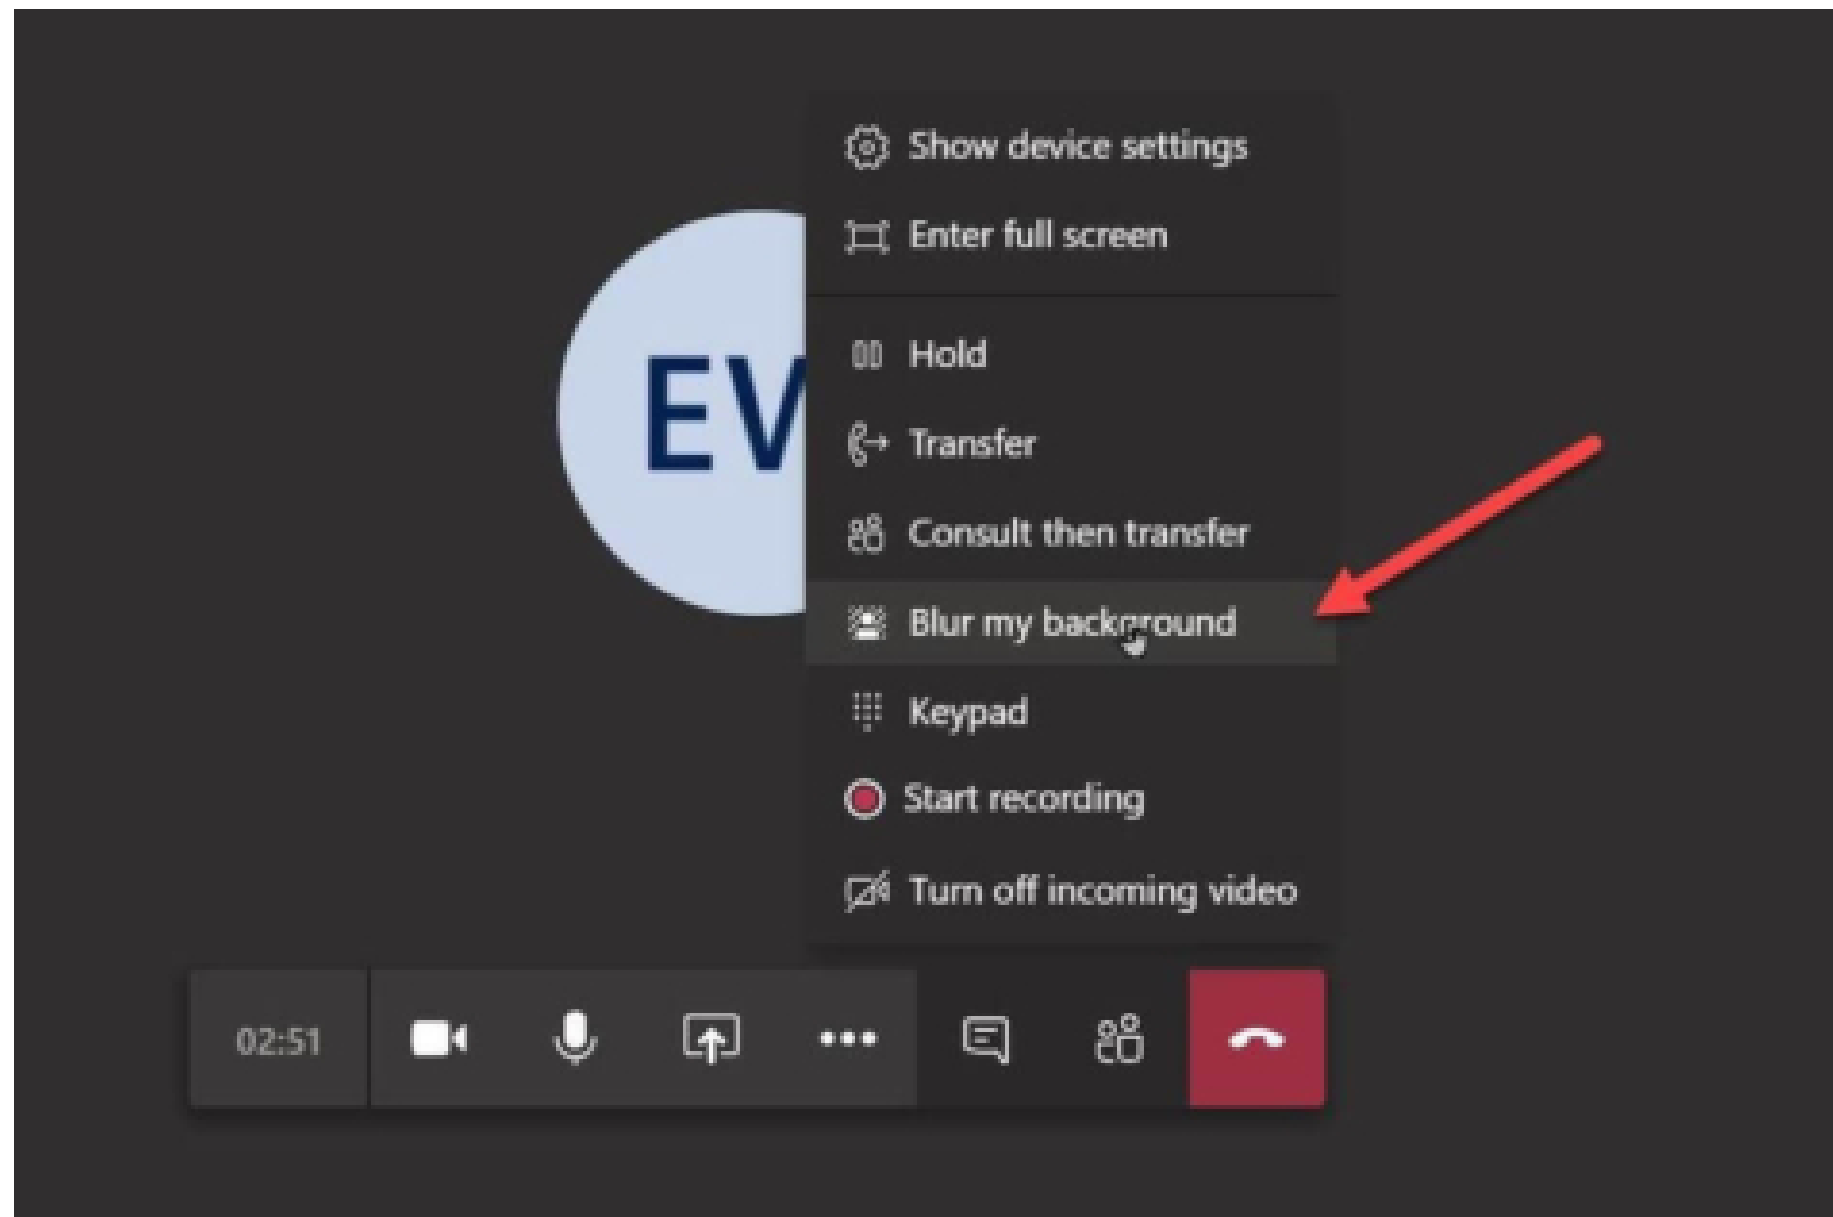 Show device settings
Enter full screen
EV
Hold
Transfer
Consult then transfer
Blur my background
Keypad
Start recording
Turn off incoming video
02:51